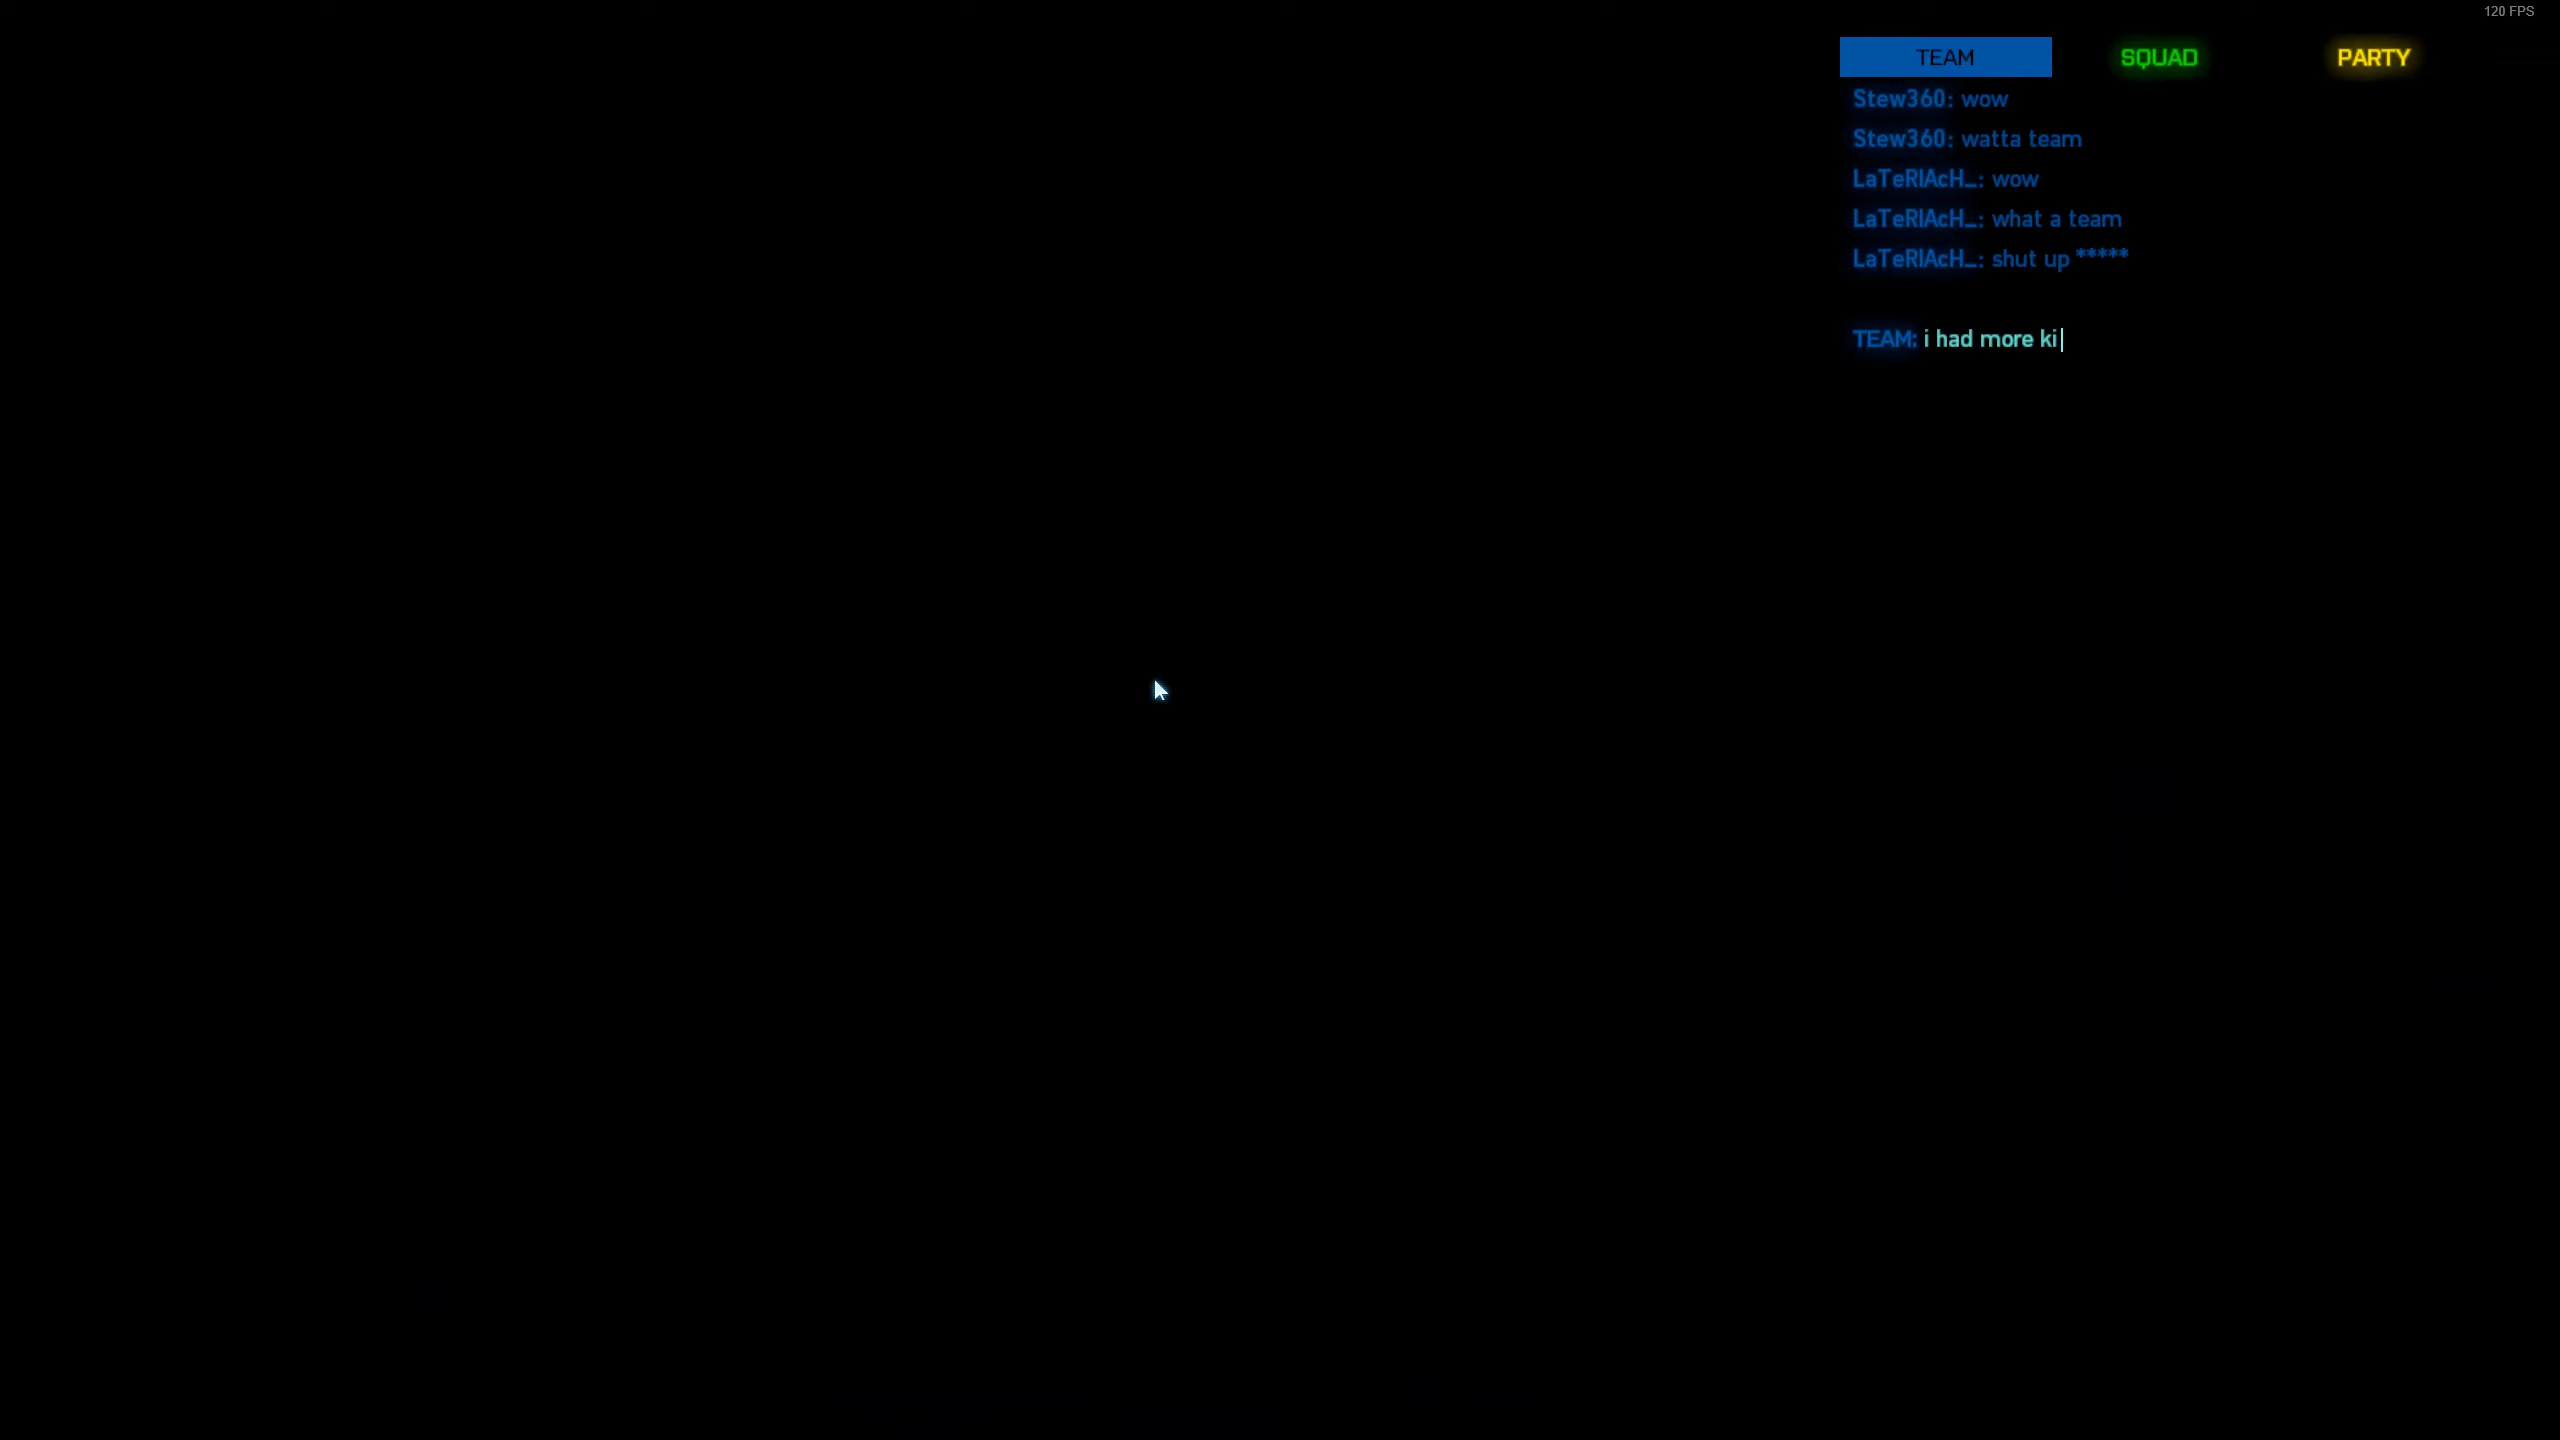 120 FPS
TEAM SQUAD PARTY
Stew360: wow
Stew360: watta team
LaTeRIAcH_: wow
LaTeRIAcH_: what a team
LaTeRIAcH_: shut up *****
TEAM: i had more ki